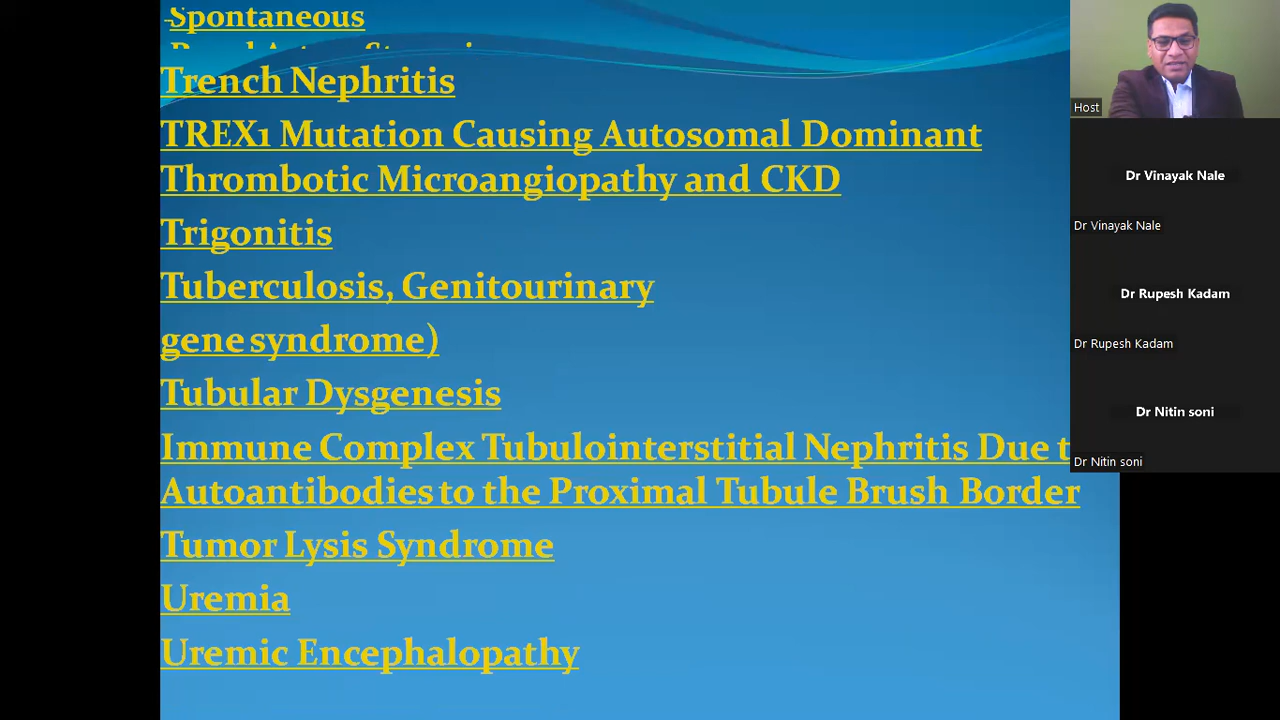 -Spontaneous
Trench Nephritis
TREX1 Mutation Causing Autosomal Dominant
Thrombotic Microangiopathy and CKD
Trigonitis
Tuberculosis, Genitourinary
gene syndrome)
Tubular Dysgenesis
Immune Complex Tubulointerstitial Nephritis Due t
Autoantibodies to the Proximal Tubule Brush Border
Tumor Lysis Syndrome
Uremia
Uremic Encephalopathy
Host
Dr Vinayak Nale
Dr Vinayak Nale
Dr Rupesh Kadam
Dr Rupesh Kadam
Dr Nitin soni
Dr Nitin soni